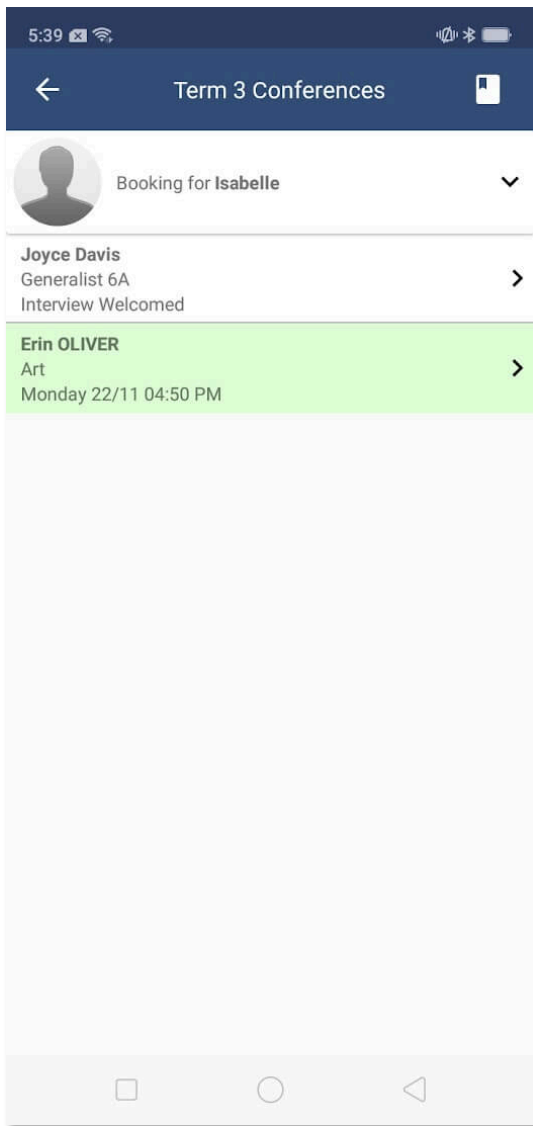 5:39
Term 3 Conferences
Booking for Isabelle
Joyce Davis
Generalist 6A
Interview Welcomed
Erin OLIVER
Art
Monday 22/11 04:50 PM